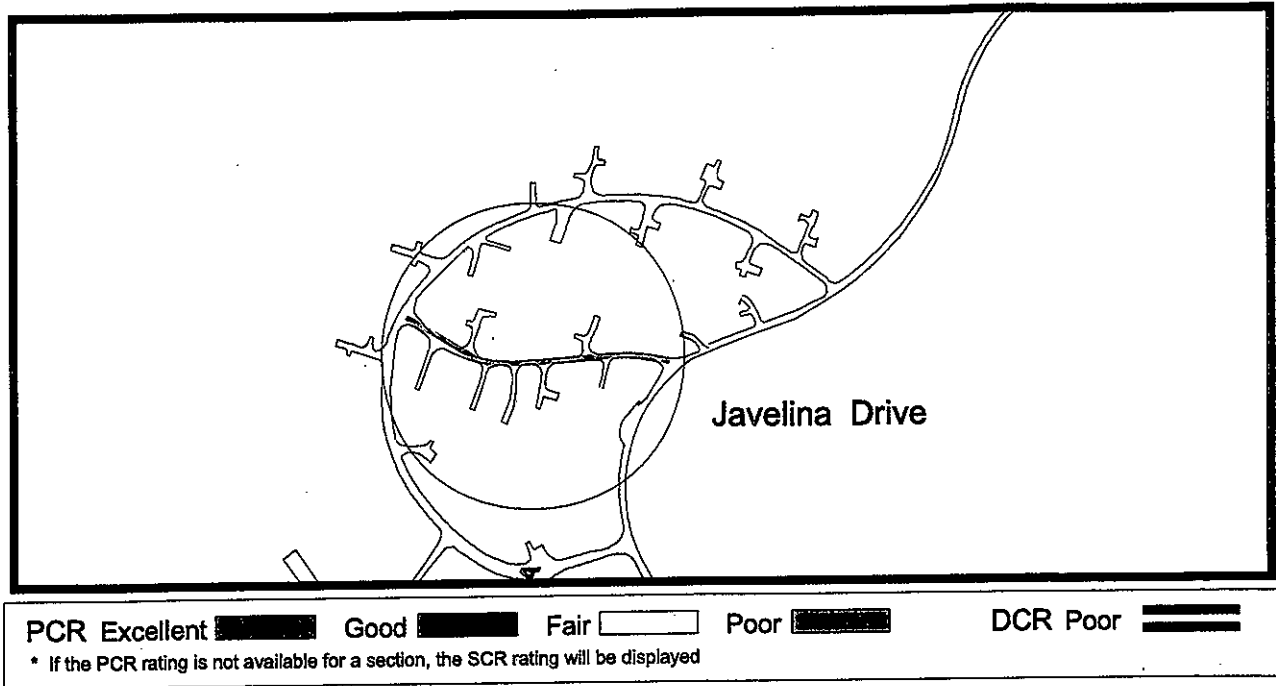 Javelina Drive
PCR Excellent Good Fair Poor DCR Poor
* If the PCR rating is not available for a section, the SCR rating will be displayed